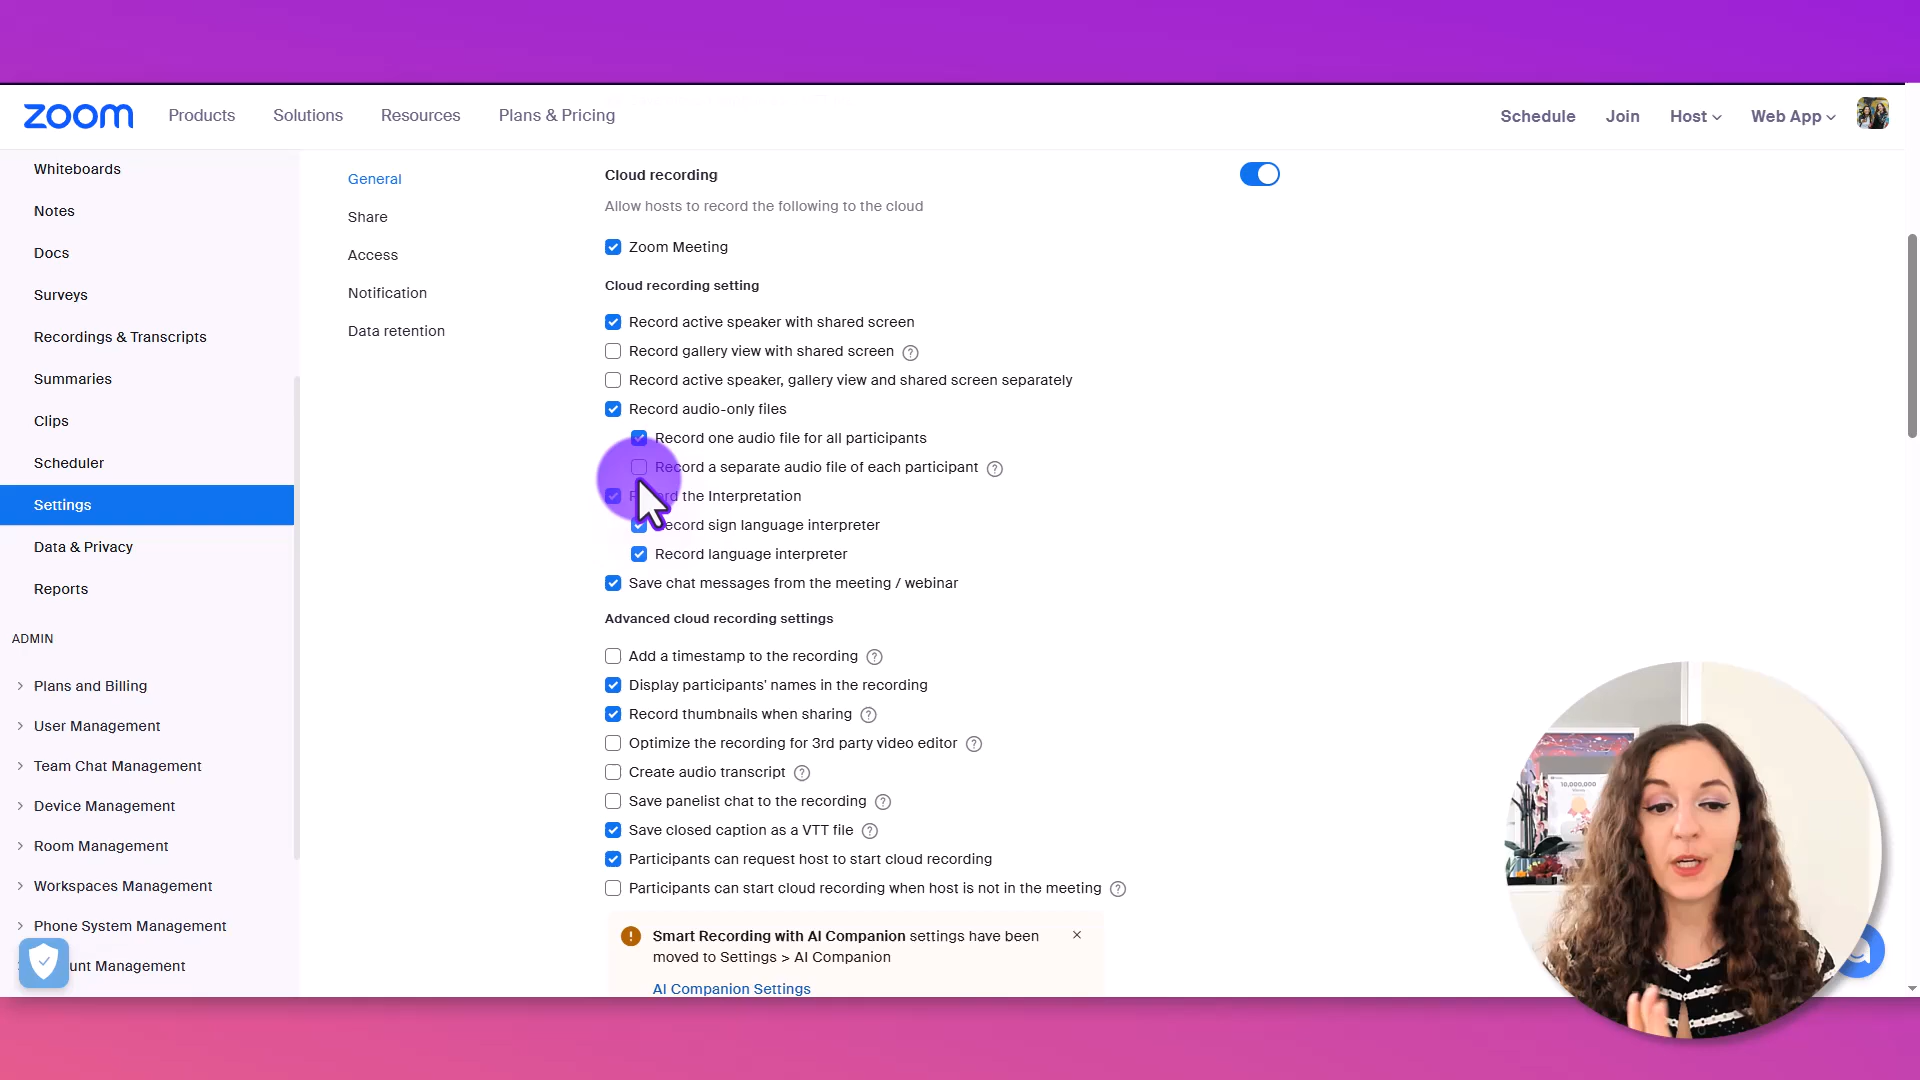 zoom
Products
Solutions
Resources
Plans & Pricing
Schedule
Join
Host
Web App
Whiteboards
Notes
Docs
Surveys
Recordings & Transcripts
Summaries
Clips
Scheduler
Settings
Data & Privacy
Reports
ADMIN
Plans and Billing
User Management
Team Chat Management
Device Management
Room Management
Workspaces Management
Phone System Management
unt Management
General
Share
Access
Notification
Data retention
Cloud recording
Allow hosts to record the following to the cloud
Zoom Meeting
Cloud recording setting
Record active speaker with shared screen
Record gallery view with shared screen
Record active speaker, gallery view and shared screen separately
Record audio-only files
Record one audio file for all participants
Record a separate audio file of each participant
Record the Interpretation
Record sign language interpreter
Record language interpreter
Save chat messages from the meeting / webinar
Advanced cloud recording settings
Add a timestamp to the recording
Display participants' names in the recording
Record thumbnails when sharing
Optimize the recording for 3rd party video editor
Create audio transcript
Save panelist chat to the recording
Save closed caption as a VTT file
Participants can request host to start cloud recording
Participants can start cloud recording when host is not in the meeting
Smart Recording with AI Companion settings have been
moved to Settings > AI Companion
AI Companion Settings
10,000,000